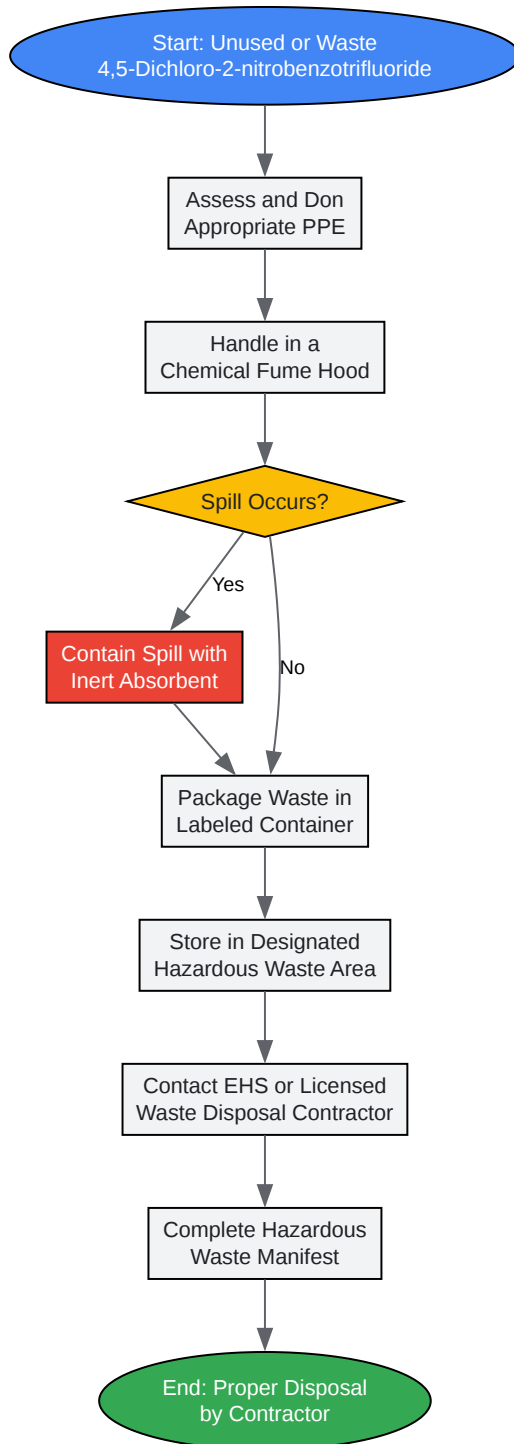 Start: Unused or Waste
4,5-Dichloro-2-nitrobenzotrifluoride
Assess and Don
Appropriate PPE
Handle in a
Chemical Fume Hood
Spill Occurs?
Yes
Contain Spill with
Inert Absorbent
No
Package Waste in
Labeled Container
Store in Designated
Hazardous Waste Area
Contact EHS or Licensed
Waste Disposal Contractor
Complete Hazardous
Waste Manifest
End: Proper Disposal
by Contractor